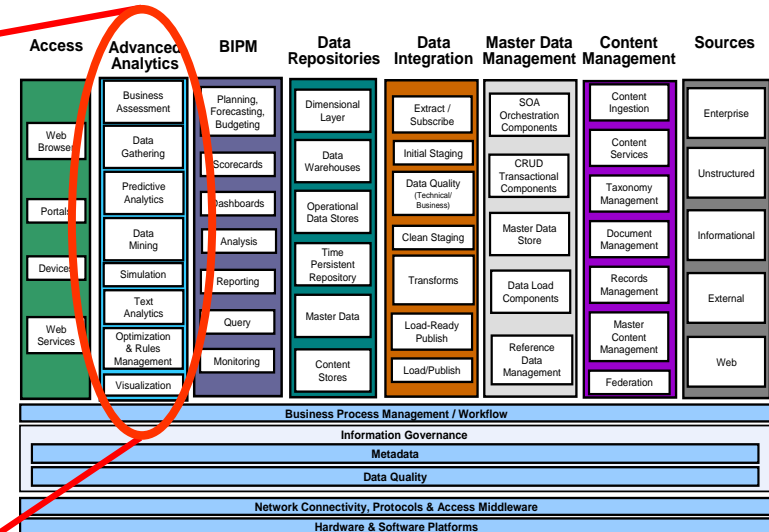 Access
Advanced
Analytics
BIPM
Data
Repositories
Data
Integration
Master Data
Management
Content
Management
Sources
Web
Browser
Portals
Devices
Web
Services
Business
Assessment
Data
Gathering
Predictive
Analytics
Data
Mining
Simulation
Text
Analytics
Optimization
& Rules
Management
Visualization
Planning,
Forecasting,
Budgeting
Scorecards
Dashboards
Analysis
Reporting
Query
Monitoring
Dimensional
Layer
Data
Warehouses
Operational
Data Stores
Time
Persistent
Repository
Master Data
Content
Stores
Extract /
Subscribe
Initial Staging
Data Quality
(Technical/
Business)
Clean Staging
Transforms
Load-Ready
Publish
Load/Publish
SOA
Orchestration
Components
CRUD
Transactional
Components
Master Data
Store
Data Load
Components
Reference
Data
Management
Content
Ingestion
Content
Services
Taxonomy
Management
Document
Management
Records
Management
Master
Content
Management
Federation
Enterprise
Unstructured
Informational
External
Web
Business Process Management / Workflow
Information Governance
Metadata
Data Quality
Network Connectivity, Protocols & Access Middleware
Hardware & Software Platforms